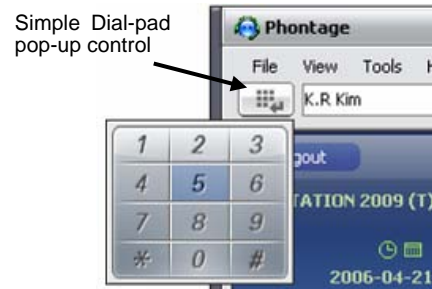 Simple Dial-pad
pop-up control
Phontage
File View Tools H
K.R Kim
1 2 3
4 5 6
7 8 9
* 0 #
gout
TATION 2009 (T)
2006-04-21